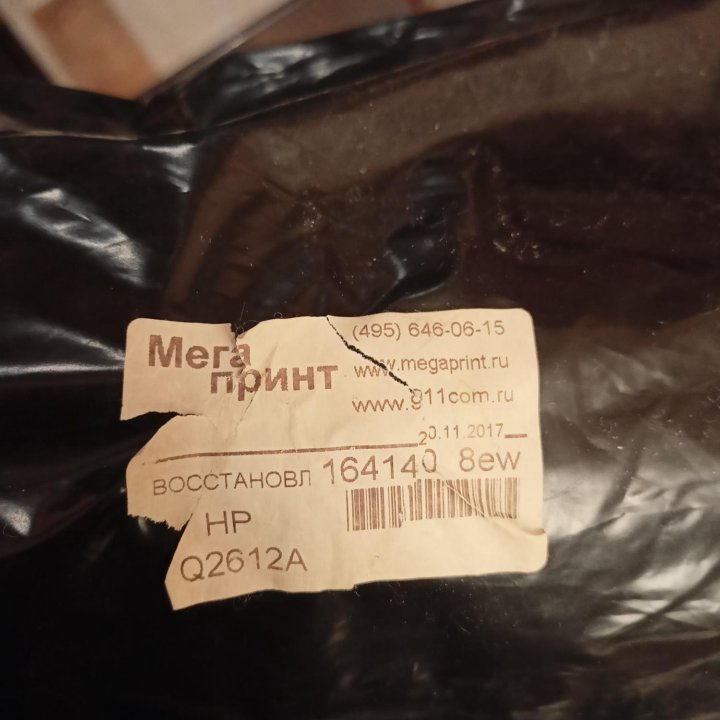 Мега
принт
(495) 646-06-15
www.megaprint.ru
www.911com.ru
20.11.2017
ВОССТАНОВЛ 164140 8ew
HP
Q2612A